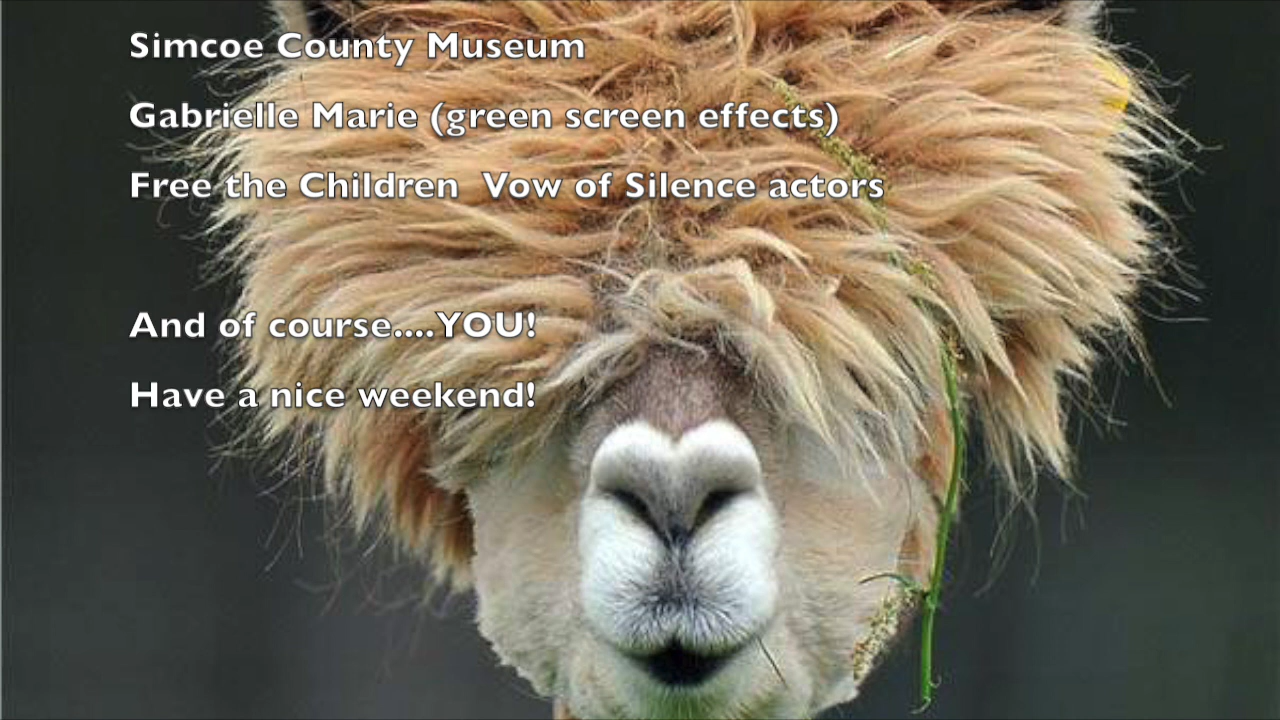 Simcoe County Museum
Gabrielle Marie (green screen effects)
Free the Children  Vow of Silence actors
And of course....YOU!
Have a nice weekend!